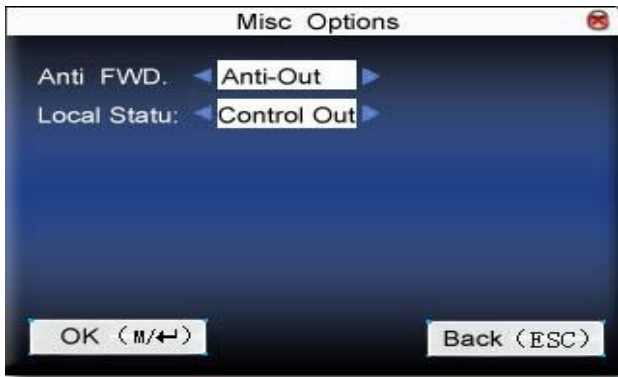 Misc Options
Anti FWD. Anti-Out
Local Statu: Control Out
OK （M/↵） Back （ESC）